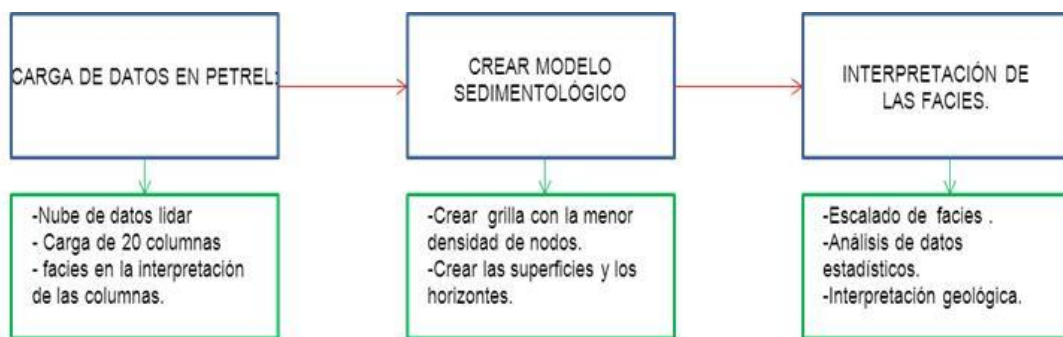 CARGA DE DATOS EN PETREL:
CREAR MODELO
SEDIMENTOLÓGICO
INTERPRETACIÓN DE
LAS FACIES.
-Nube de datos lidar
- Carga de 20 columnas
- facies en la interpretación
de las columnas.
-Crear grilla con la menor
densidad de nodos.
-Crear las superficies y los
horizontes.
-Escalado de facies .
-Análisis de datos
estadísticos.
-Interpretación geológica.